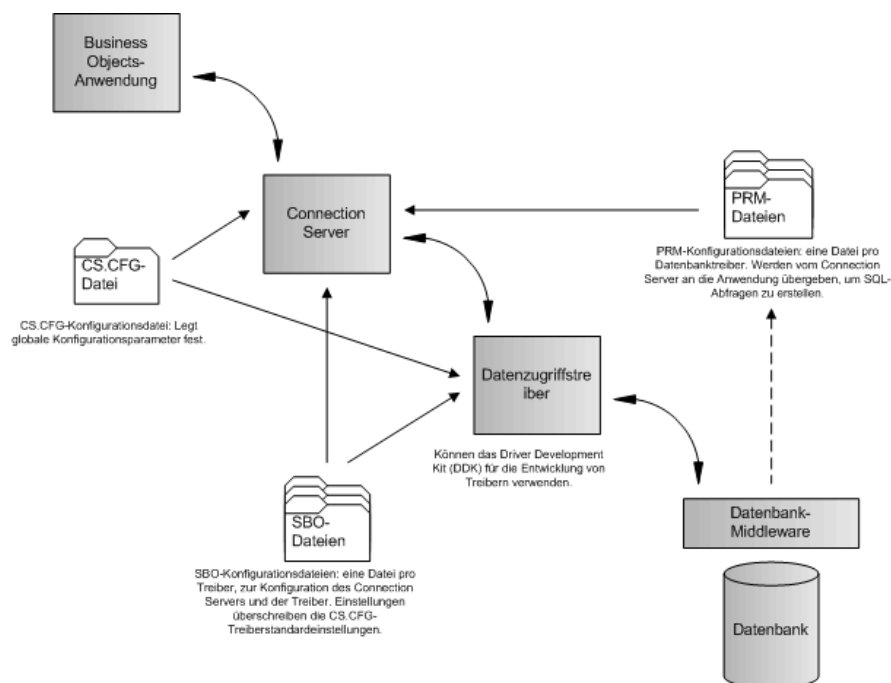 Business
Objects-
Anwendung
Connection
Server
PRM-
Dateien
PRM-Konfigurationsdateien: eine Datei pro
Datenbanktreiber. Werden vom Connection
Server an die Anwendung übergeben, um SQL-
Abfragen zu erstellen.
CS.CFG-
Datei
CS.CFG-Konfigurationsdatei: Legt
globale Konfigurationsparameter fest.
Datenzugriffstre
iber
Können das Driver Development
Kit (DDK) für die Entwicklung von
Treibern verwenden.
SBO-
Dateien
SBO-Konfigurationsdateien: eine Datei pro
Treiber, zur Konfiguration des Connection
Servers und der Treiber. Einstellungen
überschreiben die CS.CFG-
Treiberstandardeinstellungen.
Datenbank-
Middleware
Datenbank